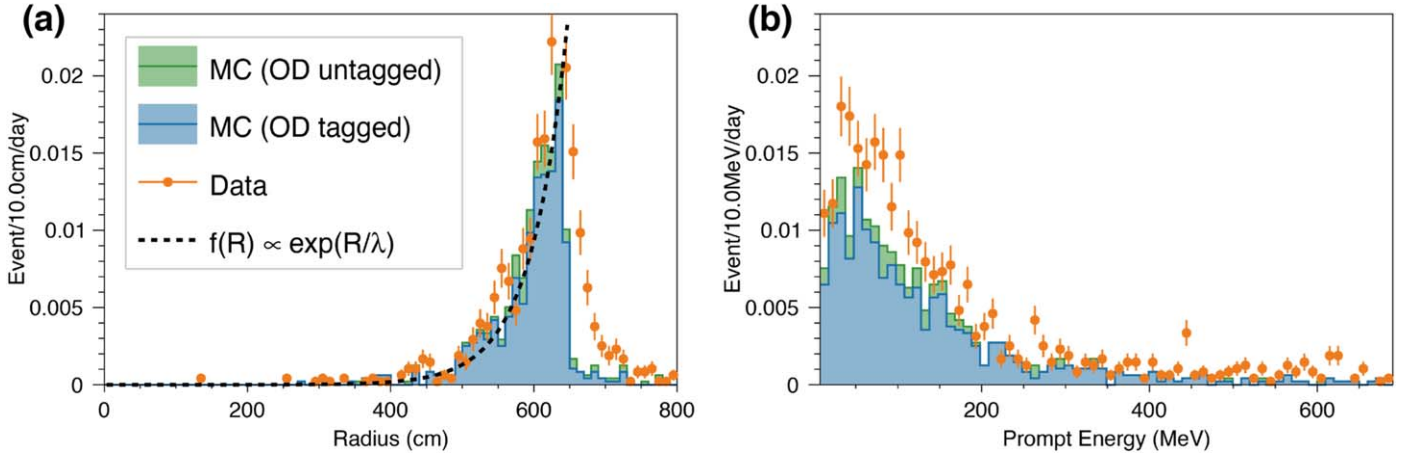 (a)
Event/10.0cm/day
0.02
0.015
0.01
0.005
0
MC (OD untagged)
MC (OD tagged)
Data
f(R) ∝ exp(R/λ)
0 200 400 600 800
Radius (cm)
(b)
Event/10.0MeV/day
0.02
0.015
0.01
0.005
0
200 400 600
Prompt Energy (MeV)